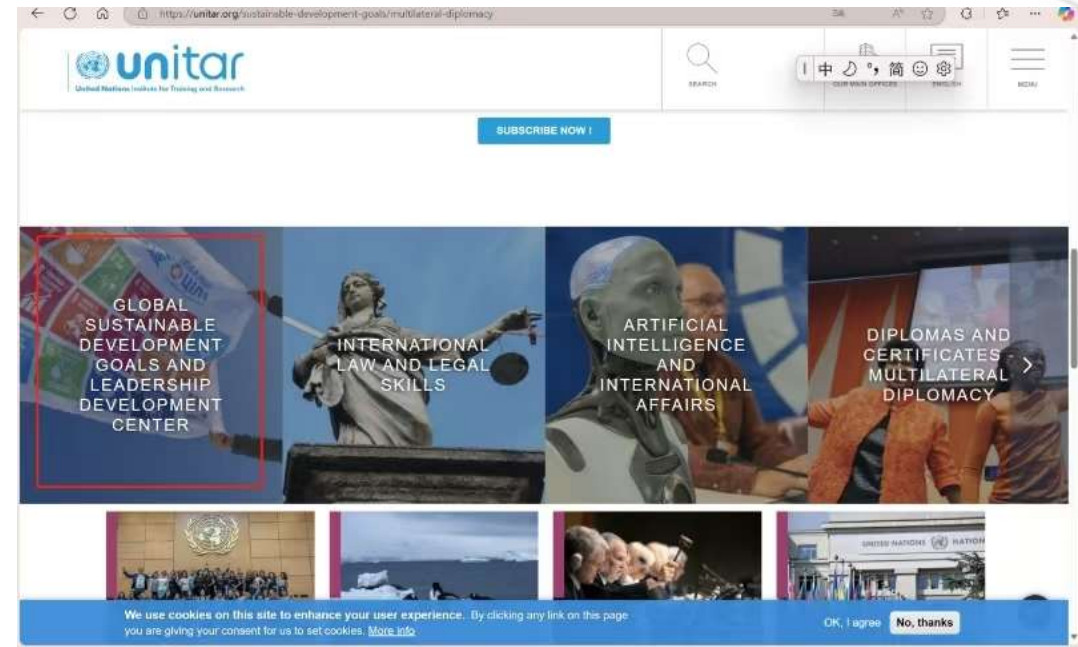 https://unitar.org/sustainable-development-goals/multilateral-diplomacy
unitar
United Nations Institute for Training and Research
SEARCH
中 简
OUR MAIN OFFICES
ENGLISH
MENU
SUBSCRIBE NOW !
GLOBAL
SUSTAINABLE
DEVELOPMENT
GOALS AND
LEADERSHIP
DEVELOPMENT
CENTER
INTERNATIONAL
LAW AND LEGAL
SKILLS
ARTIFICIAL
INTELLIGENCE
AND
INTERNATIONAL
AFFAIRS
DIPLOMAS AND
CERTIFICATES -
MULTILATERAL
DIPLOMACY
UNITED NATIONS NATION
We use cookies on this site to enhance your user experience. By clicking any link on this page
you are giving your consent for us to set cookies. More info
OK, I agree
No, thanks